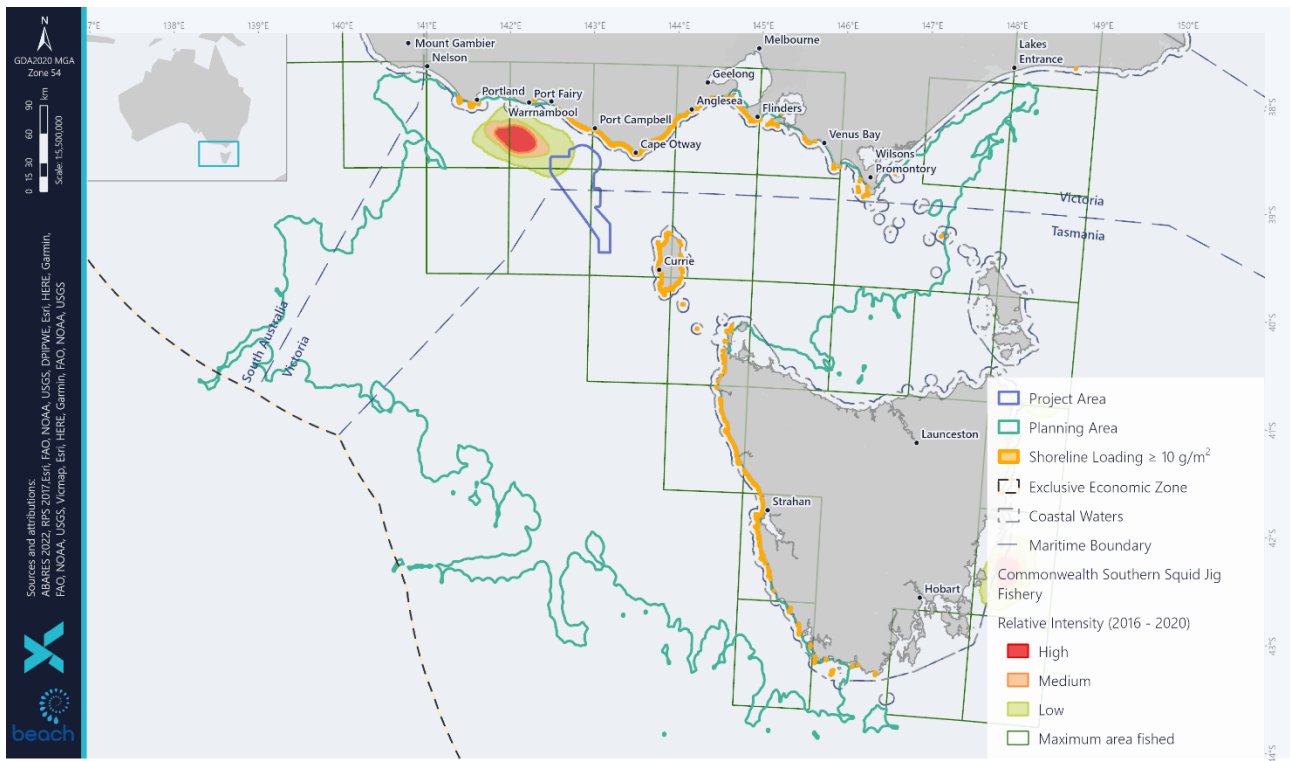 N
GDA2020 MGA
Zone 54
0 15 30 60 90
km
Scale: 1:5,500,000
Sources and attributions:
ABARES 2022, RPS 2017,Esri, FAO, NOAA, USGS, DPIPWE, Esri, HERE, Garmin,
FAO, NOAA, USGS, Vicmap, Esri, HERE, Garmin, FAO, NOAA, USGS
beach
7°E 138°E 139°E 140°E 141°E 142°E 143°E 144°E 145°E 146°E 147°E 148°E 149°E 150°E
Mount Gambier
Nelson
Melbourne
Lakes
Entrance
Geelong
Portland
Port Fairy
Warrnambool
Anglesea
Flinders
Port Campbell
Cape Otway
Venus Bay
Wilsons
Promontory
Victoria
Tasmania
Currie
South Australia
Victoria
Launceston
Strahan
Hobart
38°S
39°S
40°S
41°S
42°S
43°S
44°S
Project Area
Planning Area
Shoreline Loading ≥ 10 g/m²
Exclusive Economic Zone
Coastal Waters
Maritime Boundary
Commonwealth Southern Squid Jig
Fishery
Relative Intensity (2016 - 2020)
High
Medium
Low
Maximum area fished